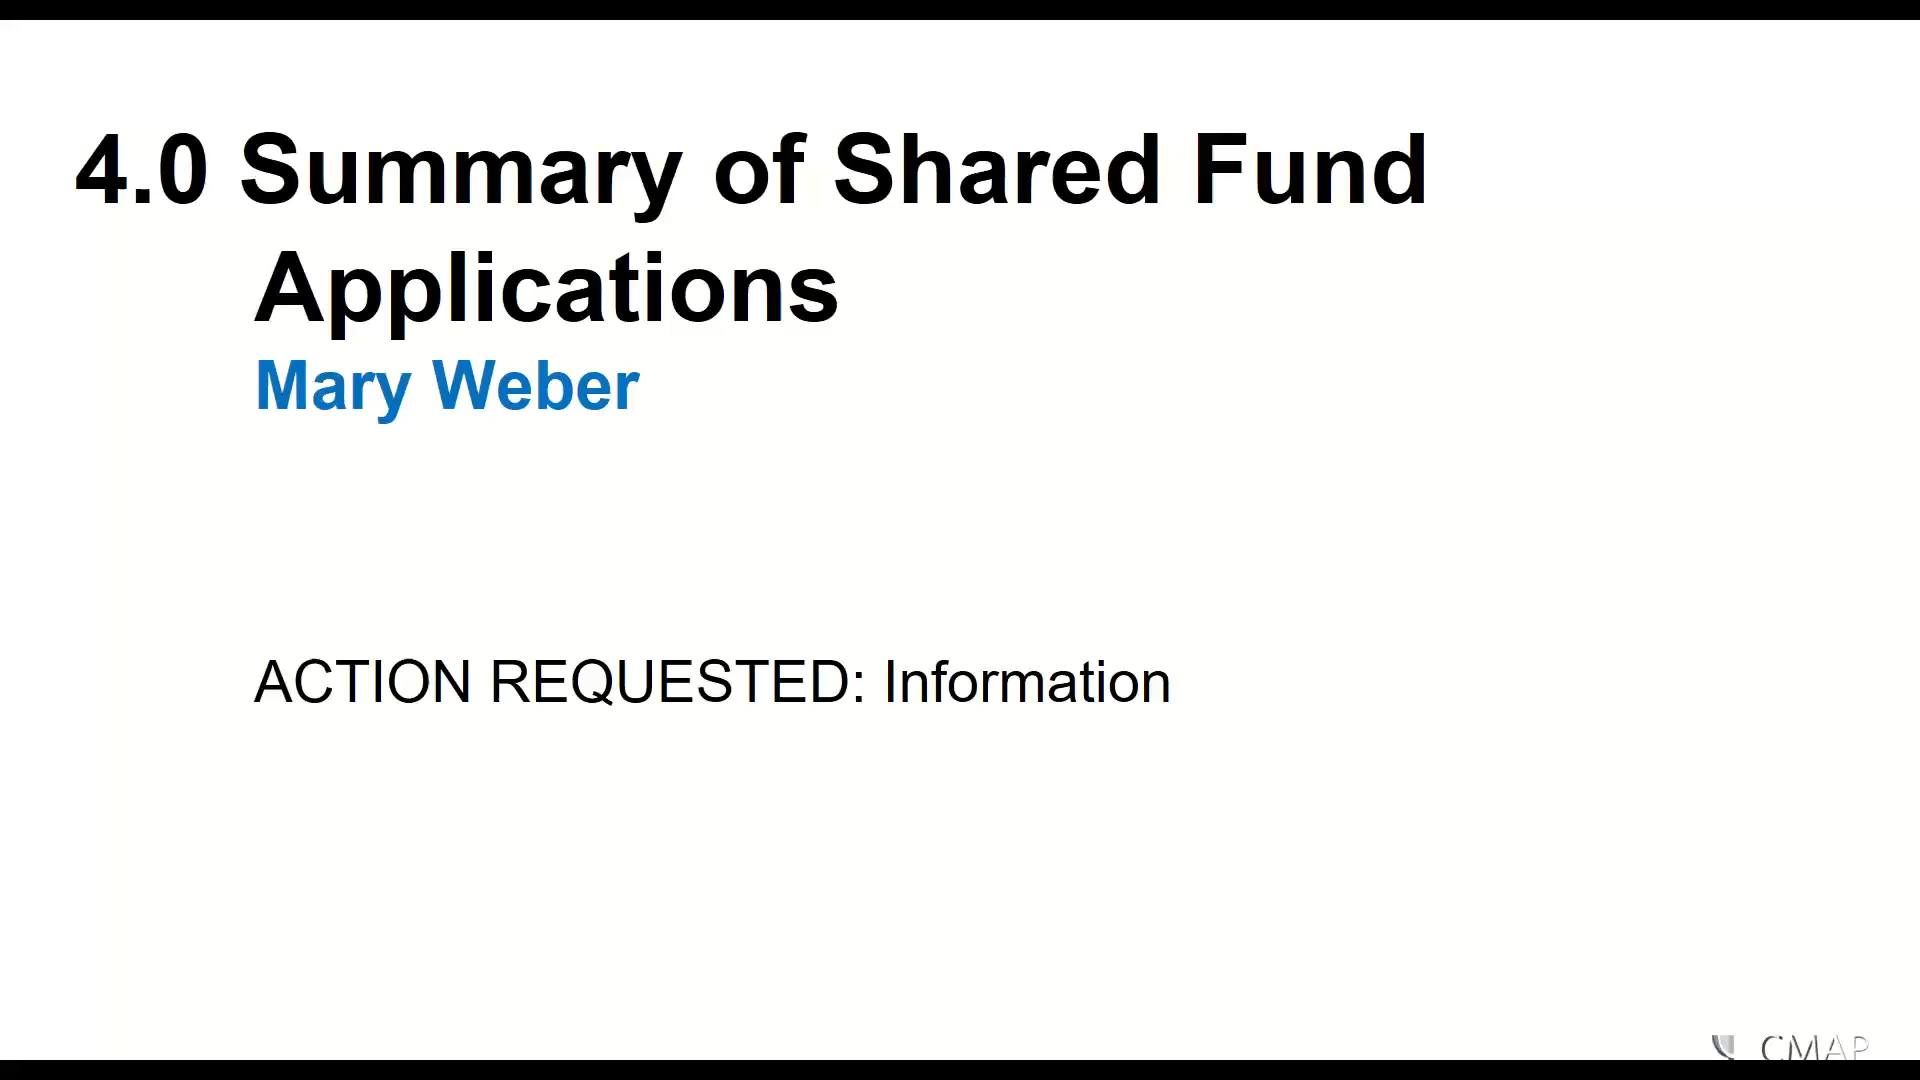 4.0 Summary of Shared Fund
Applications
Mary Weber
ACTION REQUESTED: Information
CMAP